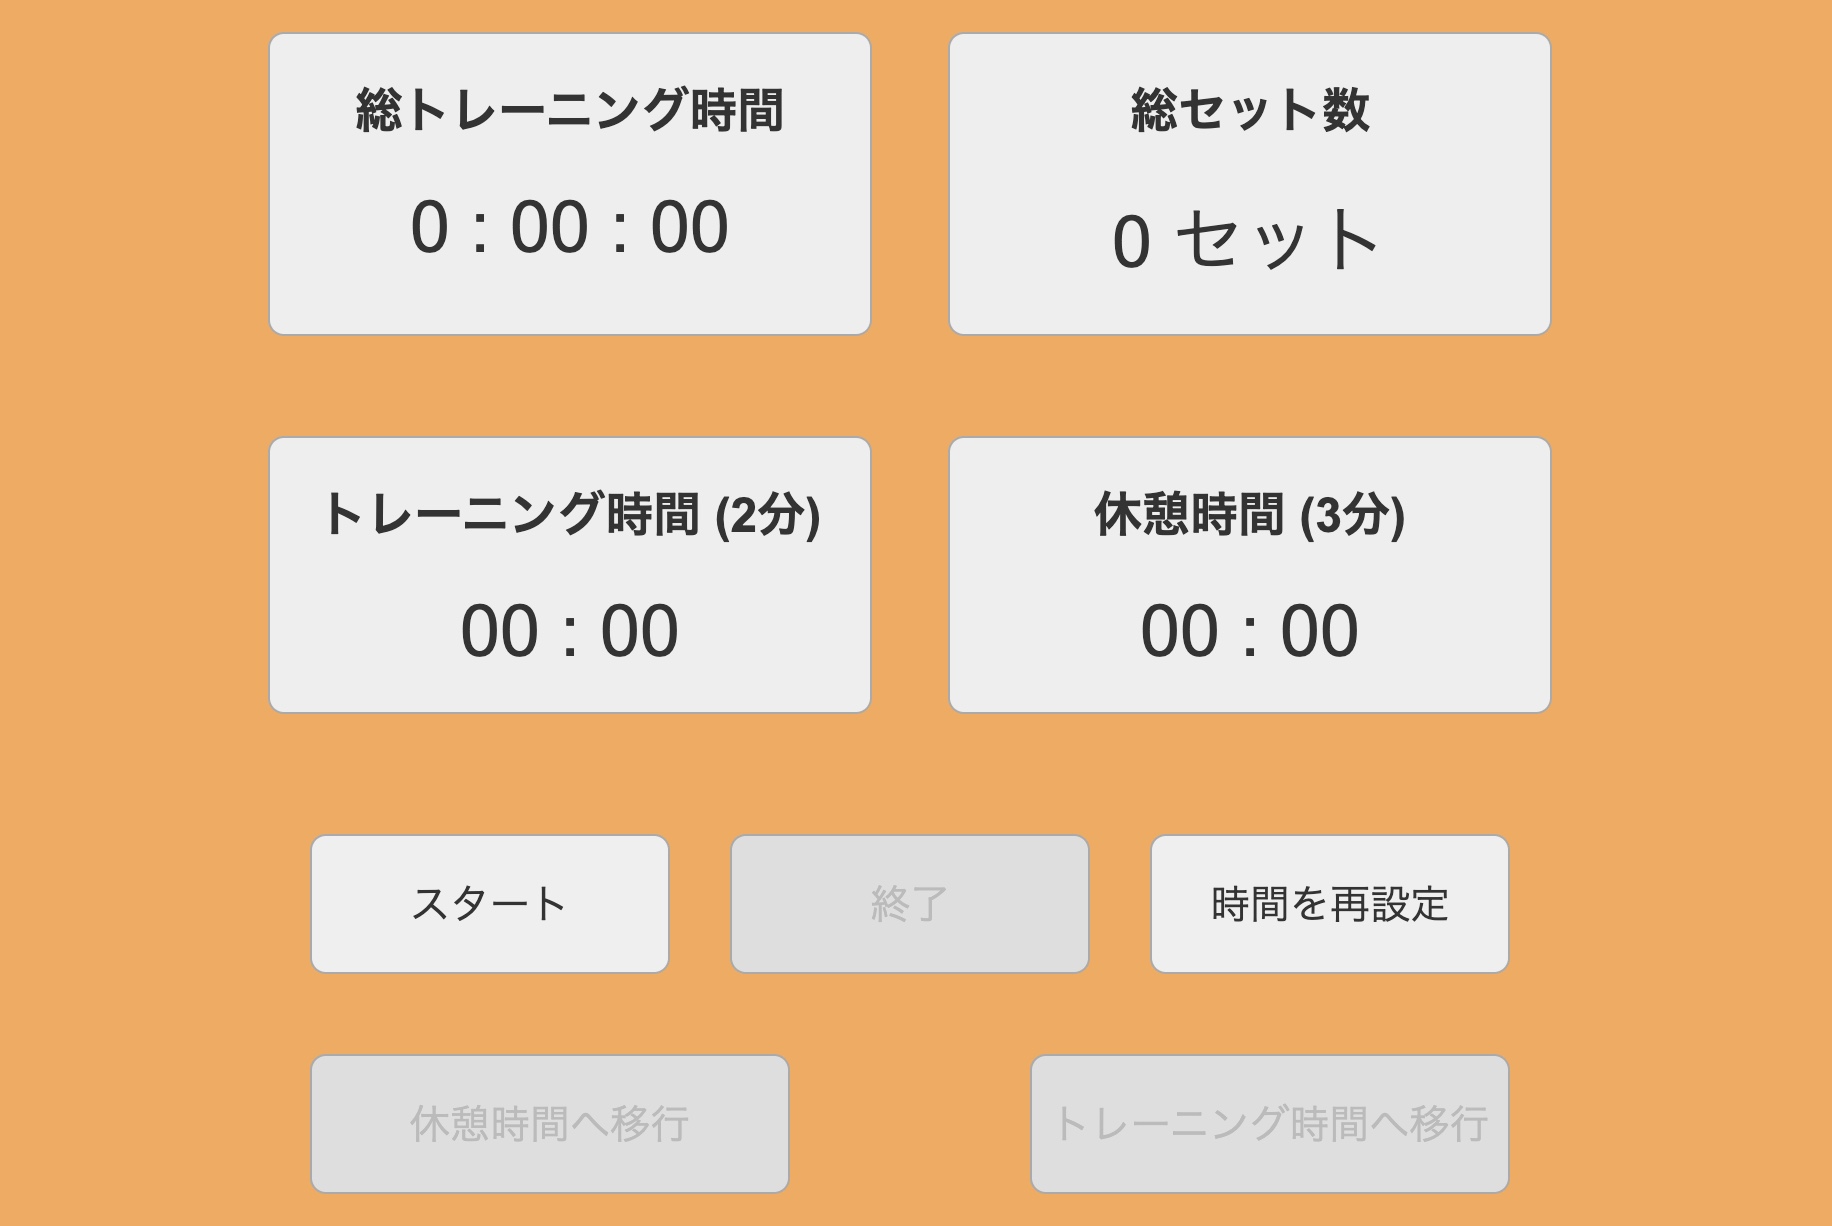 総トレーニング時間
0 : 00 : 00
総セット数
0 セット
トレーニング時間 (2分)
00 : 00
休憩時間 (3分)
00 : 00
スタート
終了
時間を再設定
休憩時間へ移行
トレーニング時間へ移行